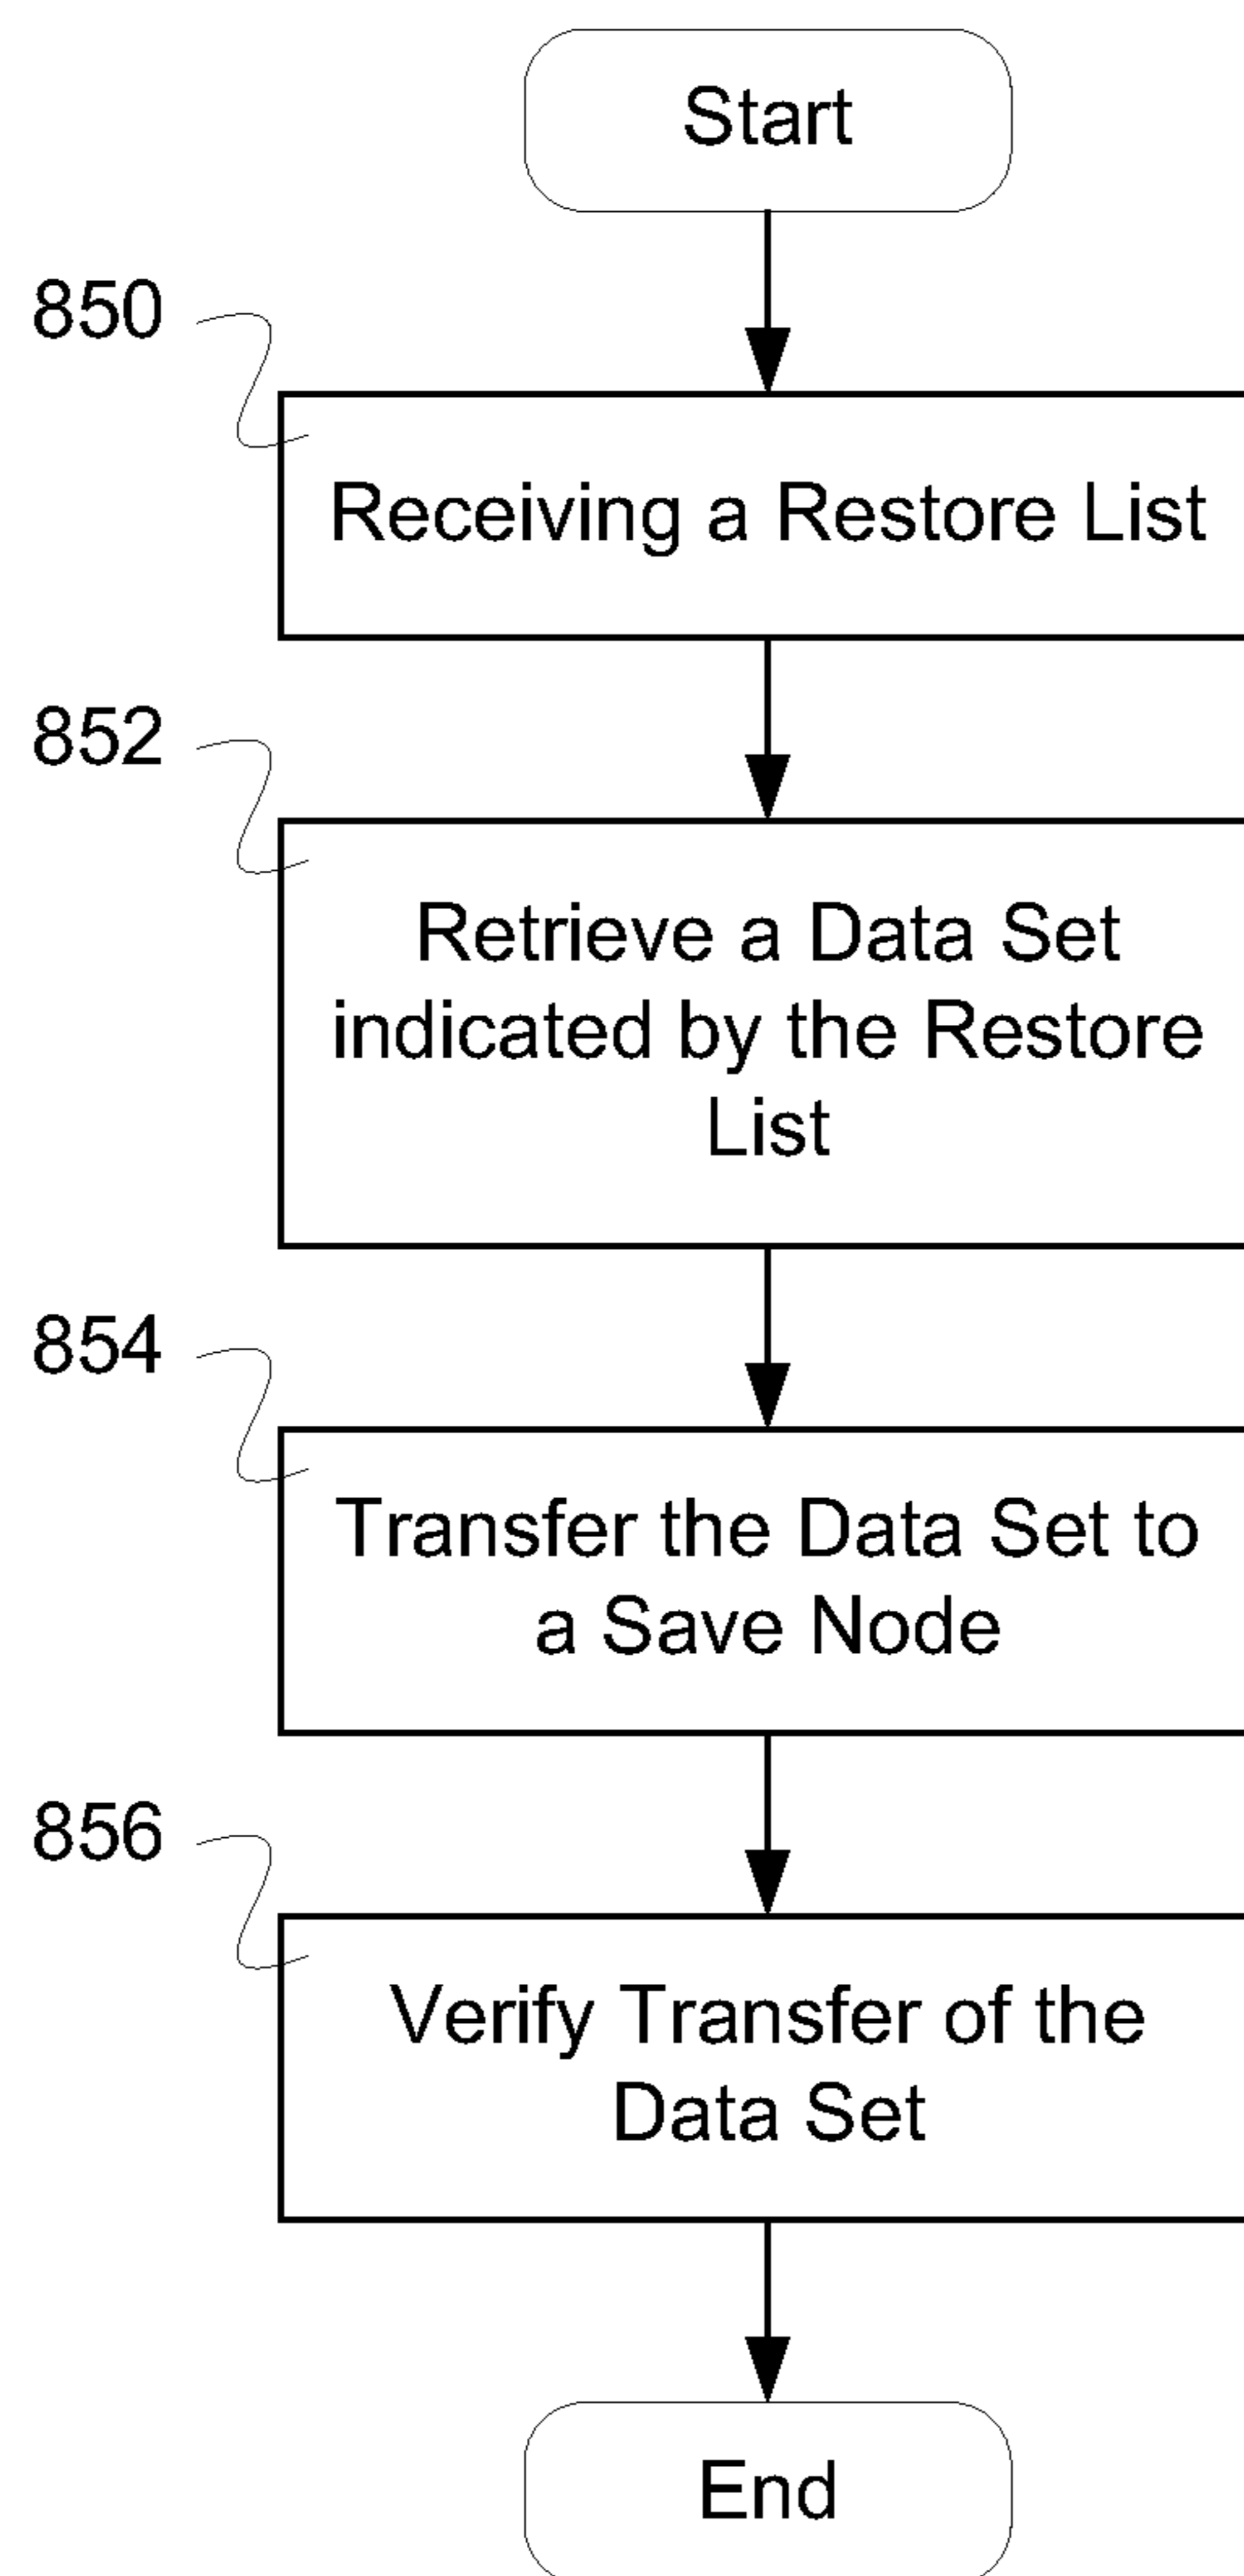 Start
850
Receiving a Restore List
852
Retrieve a Data Set
indicated by the Restore
List
854
Transfer the Data Set to
a Save Node
856
Verify Transfer of the
Data Set
End